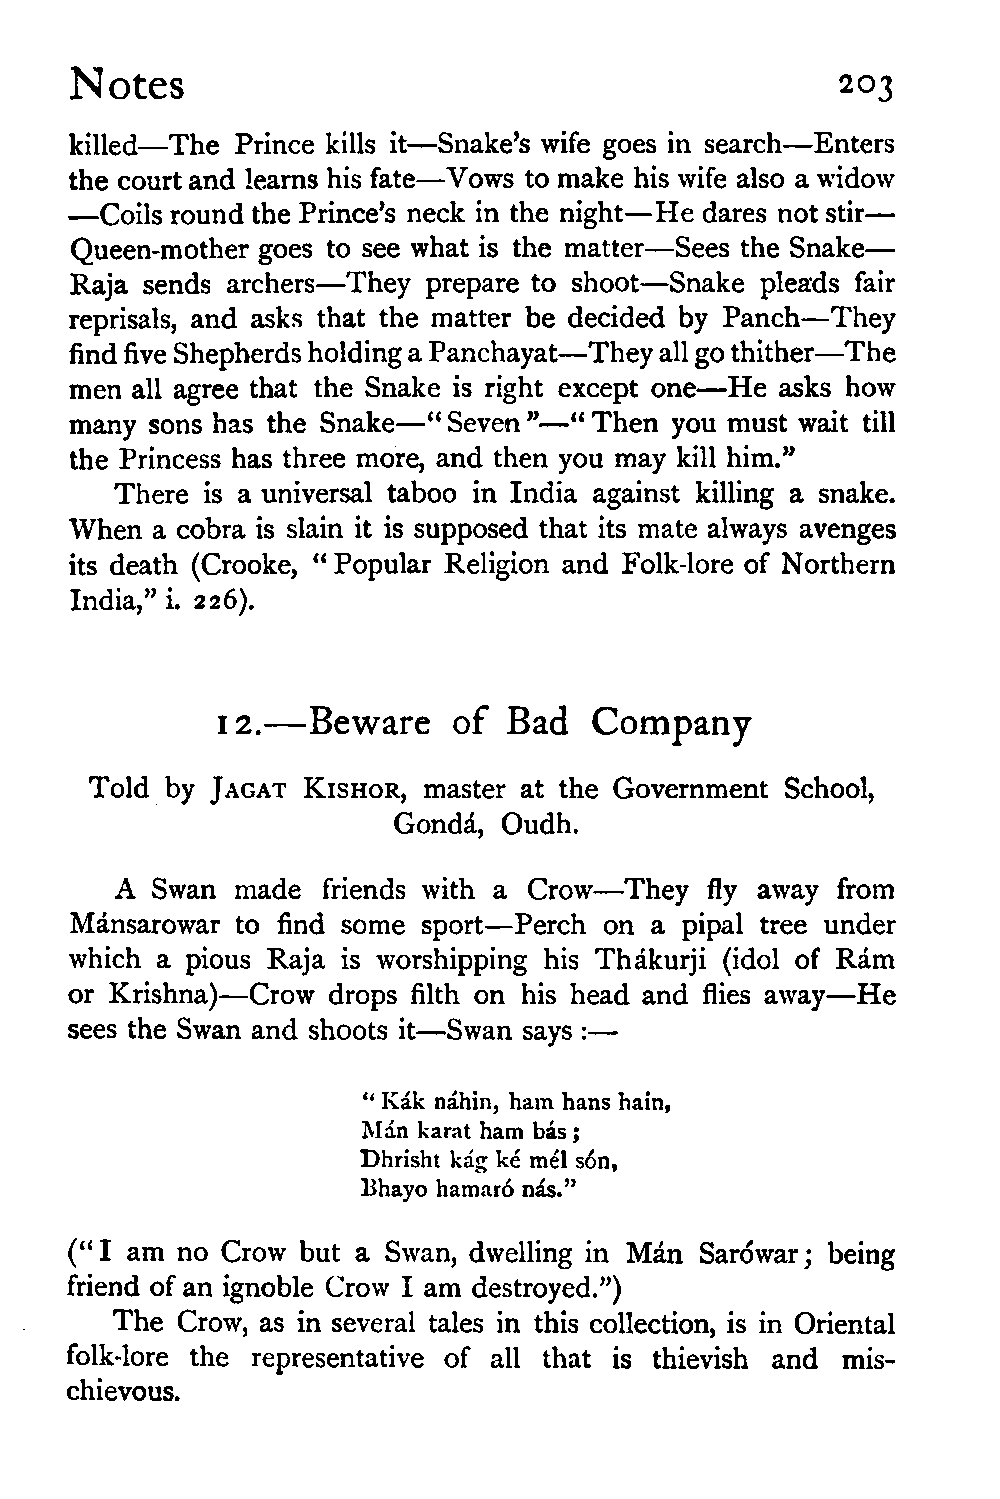 Notes 203
killed—The Prince kills it—Snake's wife goes in search—Enters
the court and learns his fate—Vows to make his wife also a widow
—Coils round the Prince's neck in the night—He dares not stir—
Queen-mother goes to see what is the matter—Sees the Snake—
Raja sends archers—They prepare to shoot—Snake pleads fair
reprisals, and asks that the matter be decided by Panch—They
find five Shepherds holding a Panchayat—They all go thither—The
men all agree that the Snake is right except one—He asks how
many sons has the Snake—“Seven”—“Then you must wait till
the Princess has three more, and then you may kill him.”
There is a universal taboo in India against killing a snake.
When a cobra is slain it is supposed that its mate always avenges
its death (Crooke, “Popular Religion and Folk-lore of Northern
India,” i. 226).
12.—Beware of Bad Company
Told by JAGAT KISHOR, master at the Government School,
Gondá, Oudh.
A Swan made friends with a Crow—They fly away from
Mánsarowar to find some sport—Perch on a pipal tree under
which a pious Raja is worshipping his Thákurji (idol of Rám
or Krishna)—Crow drops filth on his head and flies away—He
sees the Swan and shoots it—Swan says :—
“Kák náhin, ham hans hain,
Mán karat ham bás ;
Dhrisht kág ké mél són,
Bhayo hamaró nás.”
(“I am no Crow but a Swan, dwelling in Mán Sarówar ; being
friend of an ignoble Crow I am destroyed.”)
The Crow, as in several tales in this collection, is in Oriental
folk-lore the representative of all that is thievish and mis-
chievous.